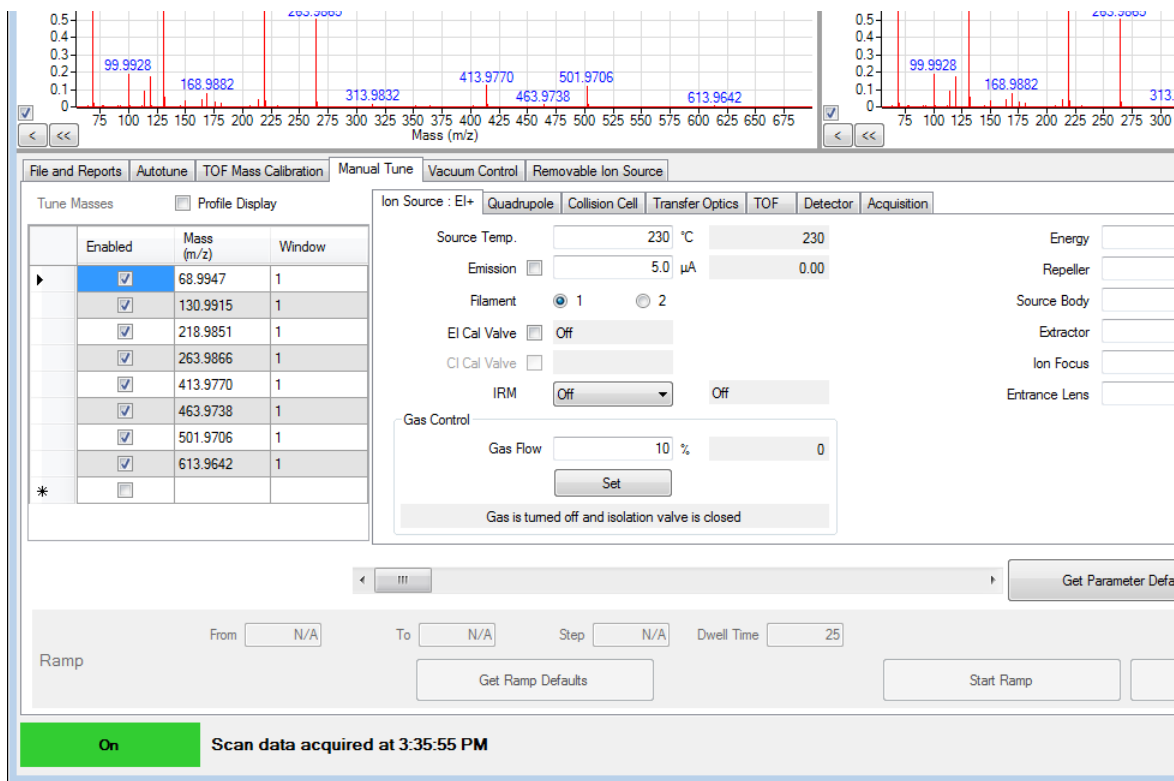 263.9865 263.9865
0.5 0.5
0.4 0.4
0.3 0.3
0.2 99.9928 168.9882 313.9832 413.9770 463.9738 501.9706 613.9642 0.2 99.9928 168.9882 313.
0.1 0.1
0 0
75 100 125 150 175 200 225 250 275 300 325 350 375 400 425 450 475 500 525 550 575 600 625 650 675 75 100 125 150 175 200 225 250 275 300
< << Mass (m/z) < <<
File and Reports Autotune TOF Mass Calibration Manual Tune Vacuum Control Removable Ion Source
Tune Masses Profile Display
Enabled Mass (m/z) Window
68.9947 1
130.9915 1
218.9851 1
263.9866 1
413.9770 1
463.9738 1
501.9706 1
613.9642 1
Ion Source : EI+ Quadrupole Collision Cell Transfer Optics TOF Detector Acquisition
Source Temp. 230 °C 230 Energy
Emission 5.0 µA 0.00 Repeller
Filament 1 2 Source Body
EI Cal Valve Off Extractor
CI Cal Valve Ion Focus
IRM Off Off Entrance Lens
Gas Control
Gas Flow 10 % 0
Set
Gas is turned off and isolation valve is closed
Get Parameter Defa
From N/A To N/A Step N/A Dwell Time 25
Ramp
Get Ramp Defaults Start Ramp
On Scan data acquired at 3:35:55 PM